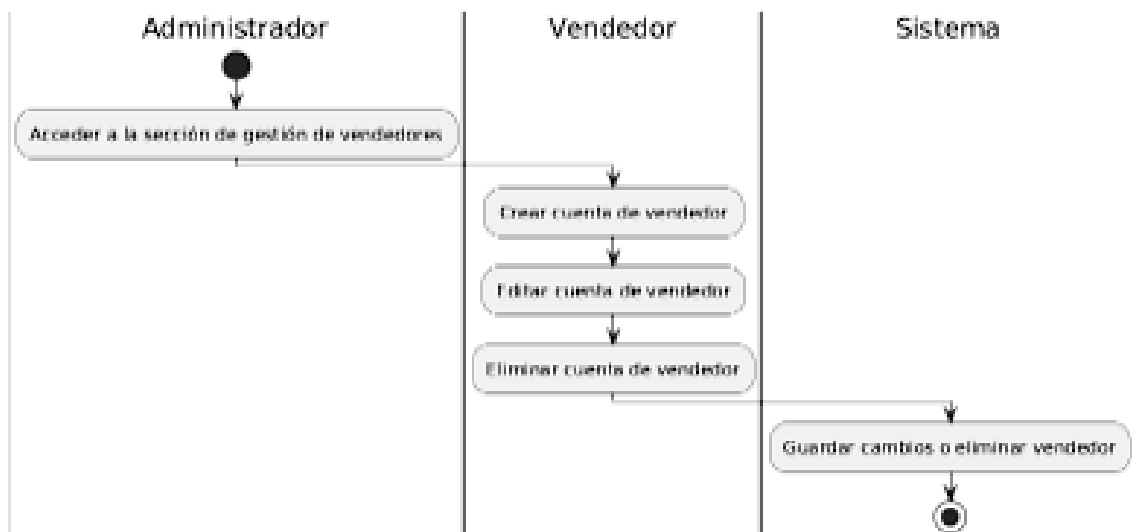 Administrador
Vendedor
Sistema
Acceder a la sección de gestión de vendedores
Crear cuenta de vendedor
Editar cuenta de vendedor
Eliminar cuenta de vendedor
Guardar cambios o eliminar vendedor